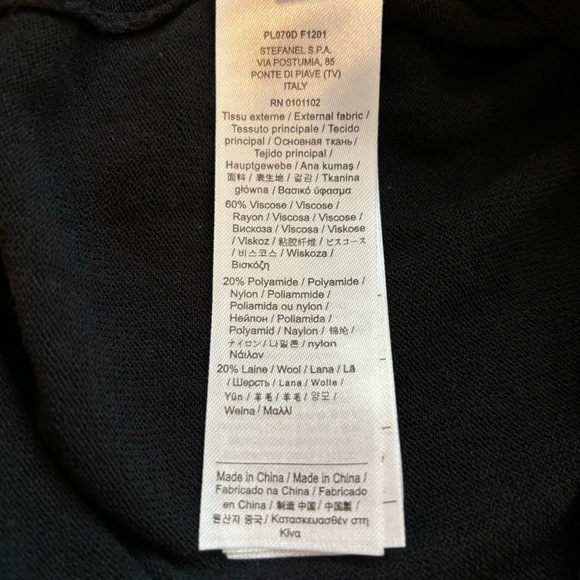 PL070D F1201
STEFANEL S.P.A.
VIA POSTUMIA, 85
PONTE DI PIAVE (TV)
ITALY
RN 0101102
Tissu externe / External fabric /
Tessuto principale / Tecido
principal / Основная ткань /
Tejido principal /
Hauptgewebe / Ana kumaş /
面料 / 表生地 / 겉감 / Tkanina
główna / Βασικό ύφασμα
60% Viscose / Viscose /
Rayon / Viscosa / Viscose /
Вискоза / Viscosa / Viskose
/ Viskoz / 粘胶纤维 / ビスコース
/ 비스코스 / Wiskoza /
Βισκόζη
20% Polyamide / Polyamide /
Nylon / Poliammide /
Poliamida ou nylon /
Нейлон / Poliamida /
Polyamid / Naylon / 锦纶 /
ナイロン / 나일론 / nylon
Νάιλον
20% Laine / Wool / Lana / Lã
/ Шерсть / Lana / Wolle /
Yün / 羊毛 / 羊毛 / 양모 /
Wełna / Μαλλί
Made in China / Made in China /
Fabricado na China / Fabricado
en China / 制造 中国 / 中国製 /
원산지 중국 / Κατασκευασθέν στη
Κίνα